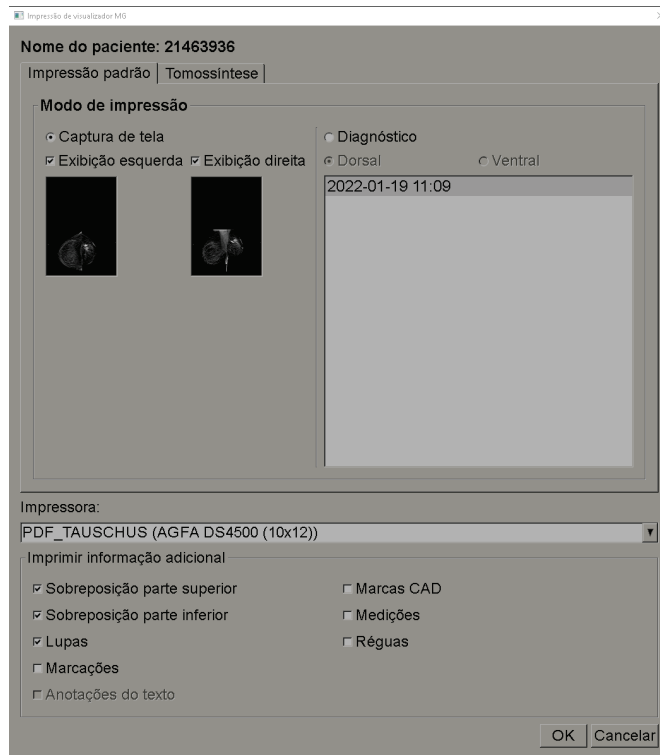 Impressão de visualizador MG
Nome do paciente: 21463936
Impressão padrão
Tomossíntese
Modo de impressão
Captura de tela
Exibição esquerda
Exibição direita
Diagnóstico
Dorsal
Ventral
2022-01-19 11:09
Impressora:
PDF_TAUSCHUS (AGFA DS4500 (10x12))
Imprimir informação adicional
Sobreposição parte superior
Sobreposição parte inferior
Lupas
Marcações
Anotações do texto
Marcas CAD
Medições
Réguas
OK
Cancelar